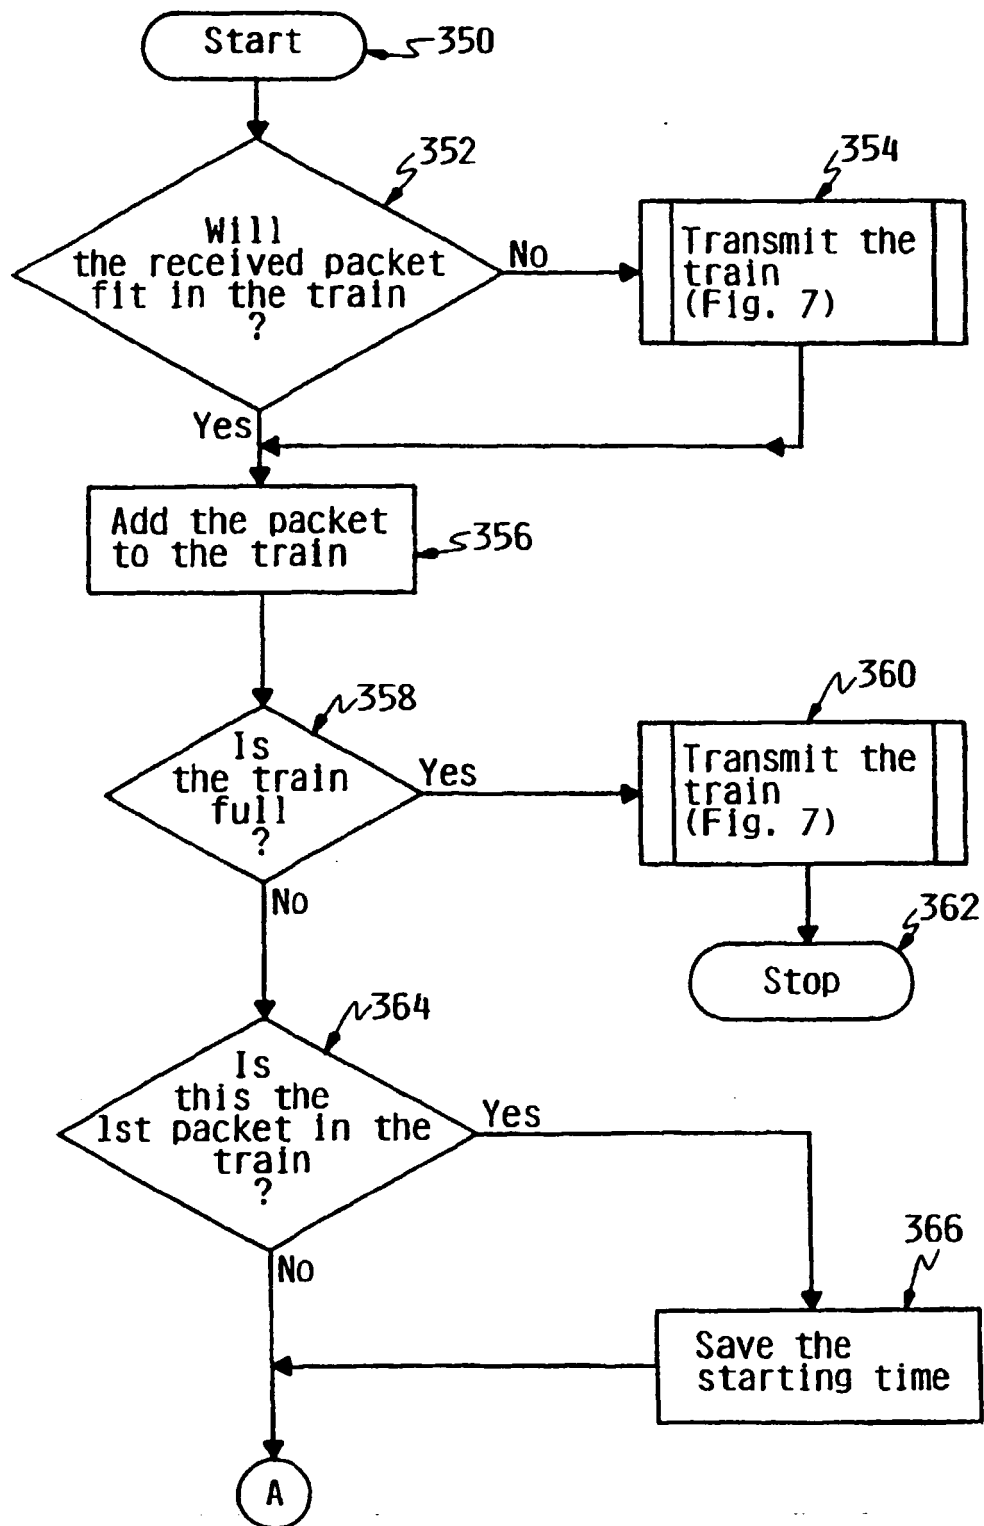 Start
350
352
Will
the received packet
fit in the train
?
No
354
Transmit the
train
(Fig. 7)
Yes
Add the packet
to the train
356
358
Is
the train
full
?
Yes
360
Transmit the
train
(Fig. 7)
No
362
Stop
364
Is
this the
1st packet in the
train
?
Yes
No
366
Save the
starting time
A